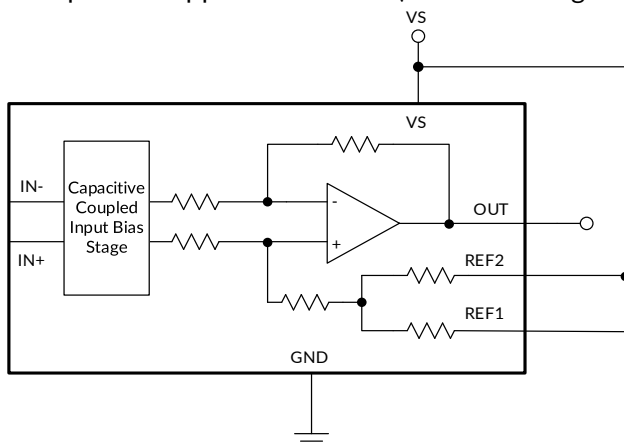 VS
VS
IN-
Capacitive
Coupled
Input Bias
Stage
IN+
-
+
OUT
REF2
REF1
GND